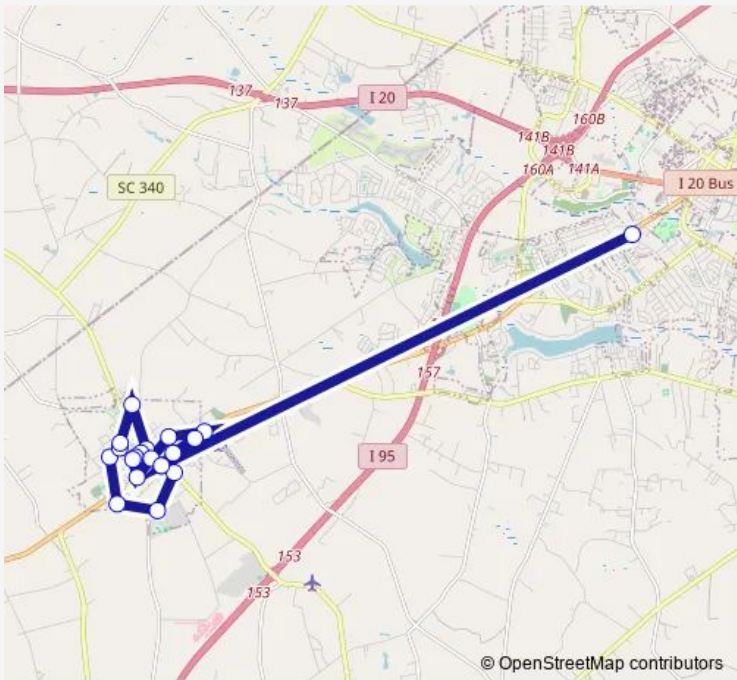 137
137
I 20
160B
141B
141B
160A
141A
I 20 Bus
SC 340
157
I 95
153
153
© OpenStreetMap contributors